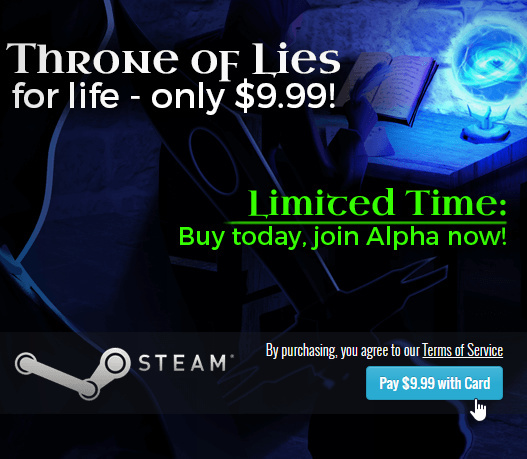 Throne of Lies
for life - only $9.99!
Limited Time:
Buy today, join Alpha now!
By purchasing, you agree to our Terms of Service
STEAM®
Pay $9.99 with Card